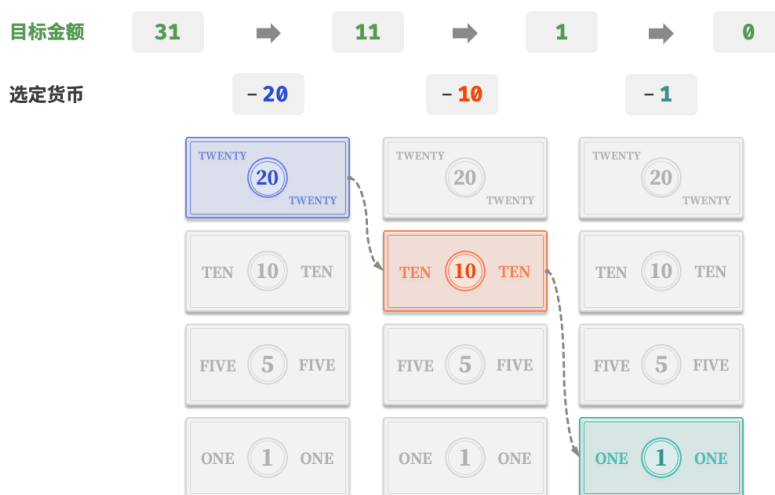 目标金额 31 11 1 0
选定货币 -20 -10 -1
TWENTY 20 TWENTY TWENTY 20 TWENTY TWENTY 20 TWENTY
TEN 10 TEN TEN 10 TEN TEN 10 TEN
FIVE 5 FIVE FIVE 5 FIVE FIVE 5 FIVE
ONE 1 ONE ONE 1 ONE ONE 1 ONE